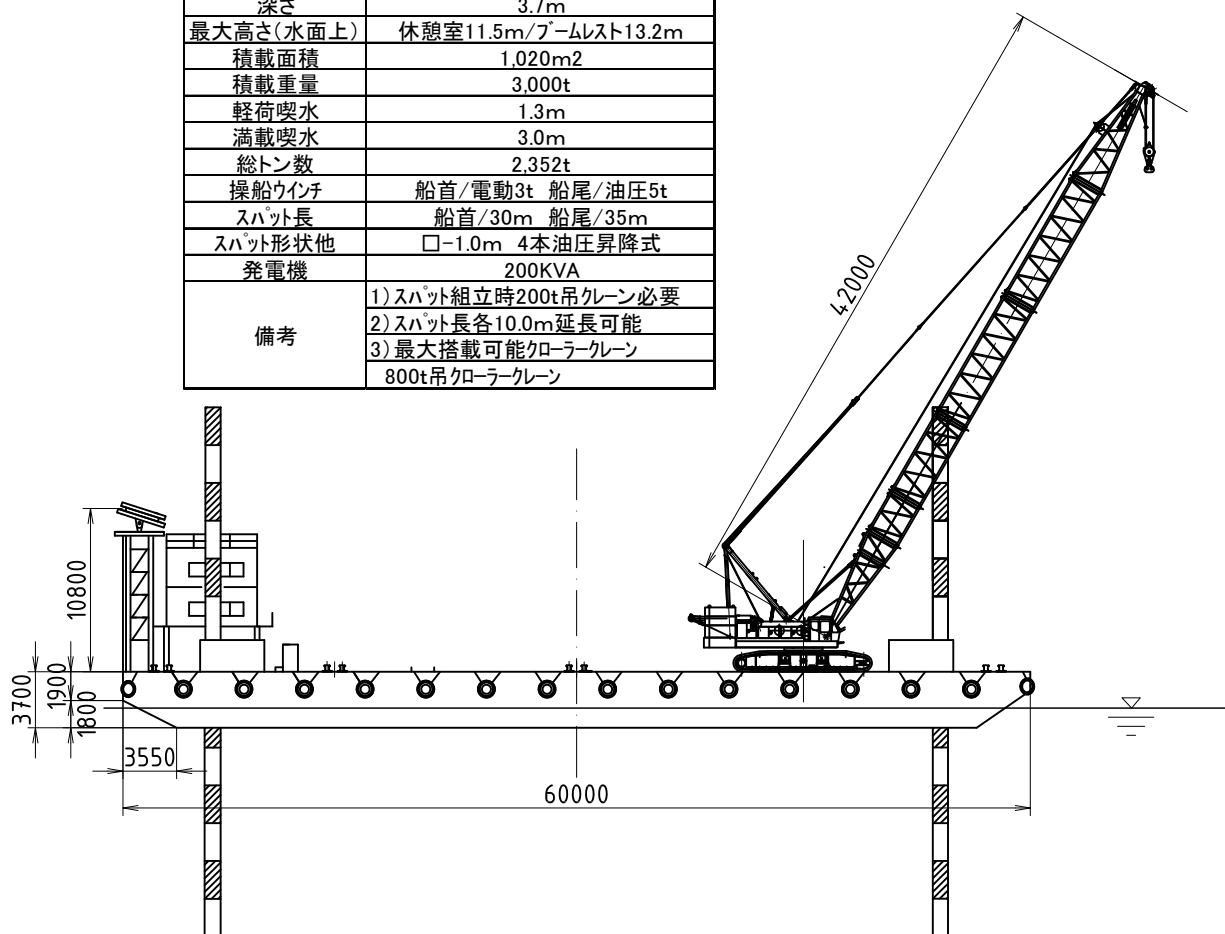 深さ 3.7m
最大高さ(水面上) 休憩室11.5m/ブームレスト13.2m
積載面積 1,020m2
積載重量 3,000t
軽荷喫水 1.3m
満載喫水 3.0m
総トン数 2,352t
操船ウインチ 船首/電動3t 船尾/油圧5t
スパット長 船首/30m 船尾/35m
スパット形状他 □-1.0m 4本油圧昇降式
発電機 200KVA
備考
1)スパット組立時200t吊クレーン必要
2)スパット長各10.0m延長可能
3)最大搭載可能クローラークレーン
800t吊クローラークレーン
42000
10800
3700
1900
1800
3550
60000